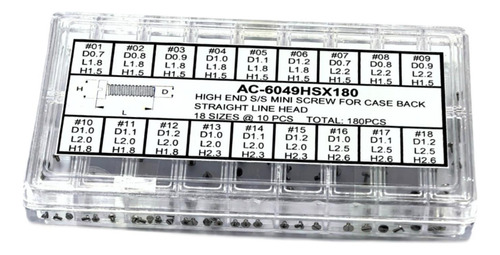 #01 #02 #03 #04 #05 #06 #07 #08 #09
D0.7 D0.8 D0.9 D1.0 D1.1 D1.2 D0.7 D0.8 D0.9
L1.8 L1.8 L1.8 L1.8 L1.8 L1.8 L2.2 L2.2 L2.2
H1.5 H1.5 H1.5 H1.5 H1.5 H1.5 H1.5 H1.5 H1.5
H D
L
AC-6049HSX180
HIGH END S/S MINI SCREW FOR CASE BACK
STRAIGHT LINE HEAD
18 SIZES @ 10 PCS TOTAL: 180PCS
#10 #11 #12 #13 #14 #15 #16 #17 #18
D1.0 D1.1 D1.2 D1.0 D1.1 D1.2 D1.0 D1.1 D1.2
L2.0 L2.0 L2.0 L2.0 L2.0 L2.0 L2.5 L2.5 L2.5
H1.8 H1.8 H1.8 H2.3 H2.3 H2.3 H2.6 H2.6 H2.6